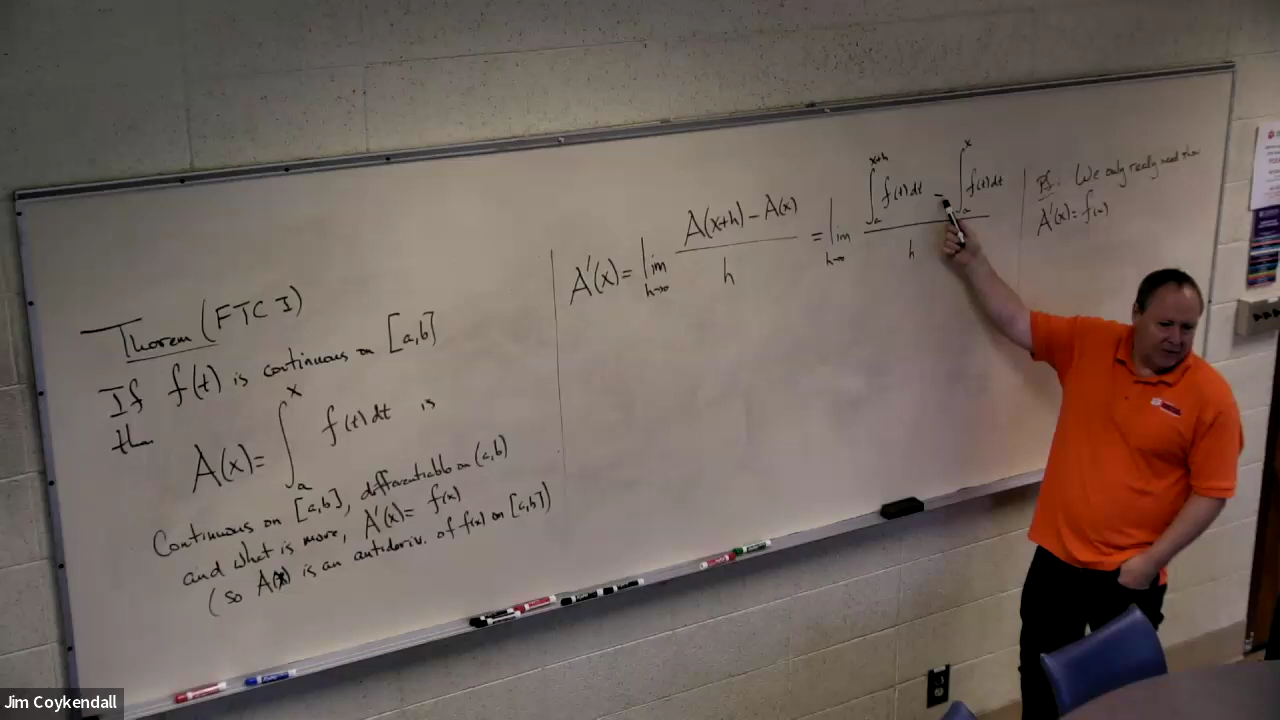 Theorem (FTC I)
If f(t) is continuous on [a,b]
then
A(x)= ∫_a^x f(t)dt is
Continuous on [a,b], differentiable on (a,b)
and what is more, A'(x)= f(x)
(so A(x) is an antideriv. of f(x) on [a,b])
A'(x)= lim_{h→0} (A(x+h) – A(x))/h = lim_{h→0} (∫_a^{x+h} f(t)dt – ∫_a^x f(t)dt)/h
Pf: We only really need show
A'(x)= f(x)
Jim Coykendall